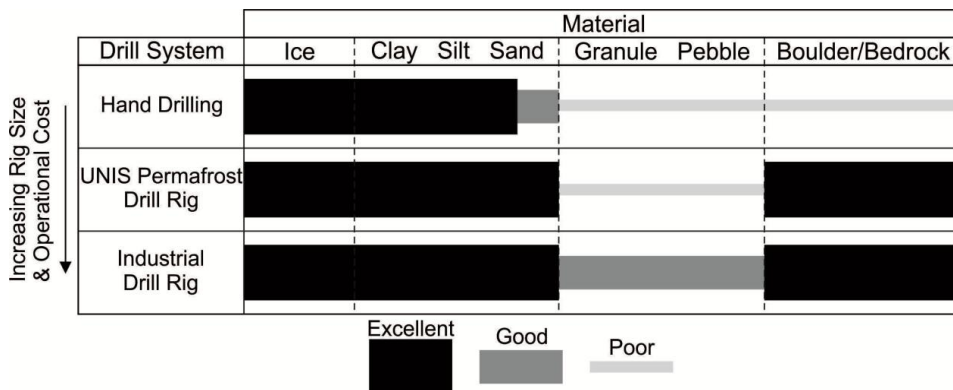 Material
Drill System Ice Clay Silt Sand Granule Pebble Boulder/Bedrock
Increasing Rig Size
& Operational Cost
Hand Drilling
UNIS Permafrost
Drill Rig
Industrial
Drill Rig
Excellent Good Poor